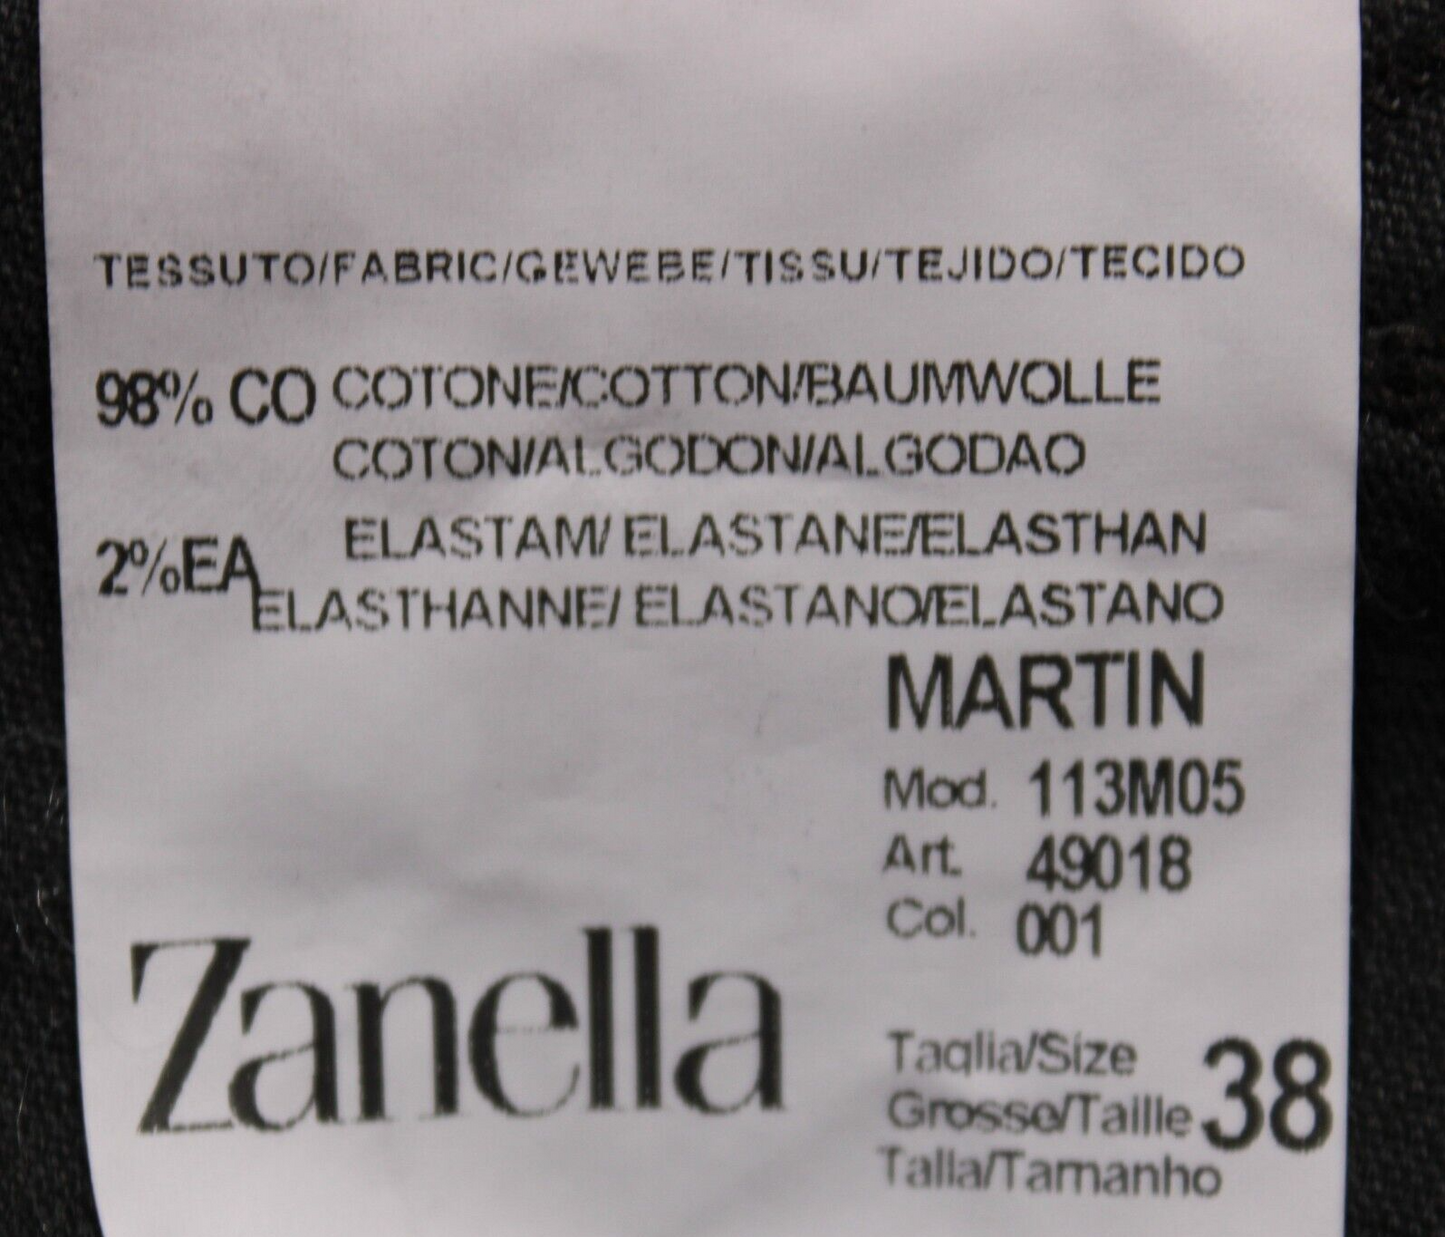 TESSUTO/FABRIC/GEWEBE/TISSU/TEJIDO/TECIDO
98% CO COTONE/COTTON/BAUMWOLLE
COTON/ALGODON/ALGODAO
2%EA ELASTAM/ ELASTANE/ELASTHAN
ELASTHANNE/ ELASTANO/ELASTANO
MARTIN
Mod. 113M05
Art. 49018
Col. 001
Zanella
Taglia/Size
Grosse/Taille 38
Talla/Tamanho